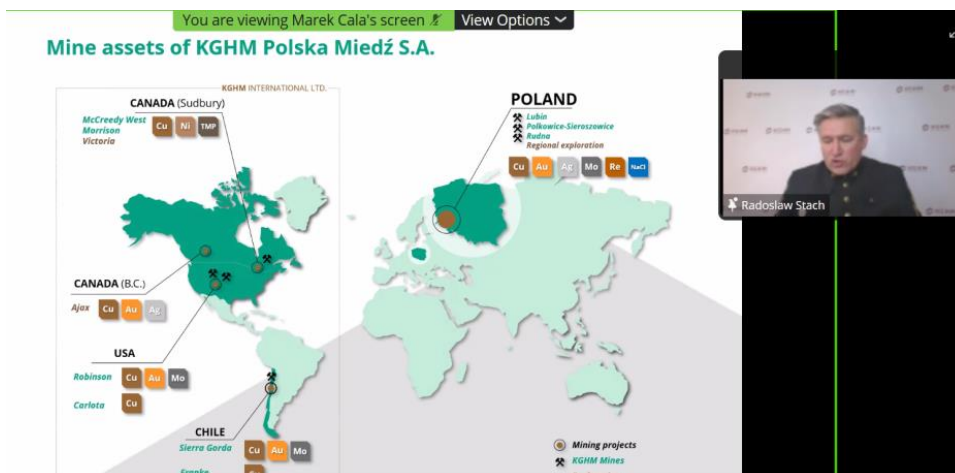 You are viewing Marek Cala's screen
View Options
Mine assets of KGHM Polska Miedź S.A.
KGHM INTERNATIONAL LTD.
CANADA (Sudbury)
McCreedy West
Morrison
Victoria
Cu Ni TMP
POLAND
Lubin
Polkowice-Sieroszowice
Rudna
Regional exploration
Cu Au Ag Mo Re NaCl
Radoslaw Stach
CANADA (B.C.)
Ajax
Cu Au Ag
USA
Robinson
Cu Au Mo
Carlota
Cu
CHILE
Sierra Gorda
Cu Au Mo
Franke
Cu
Mining projects
KGHM Mines